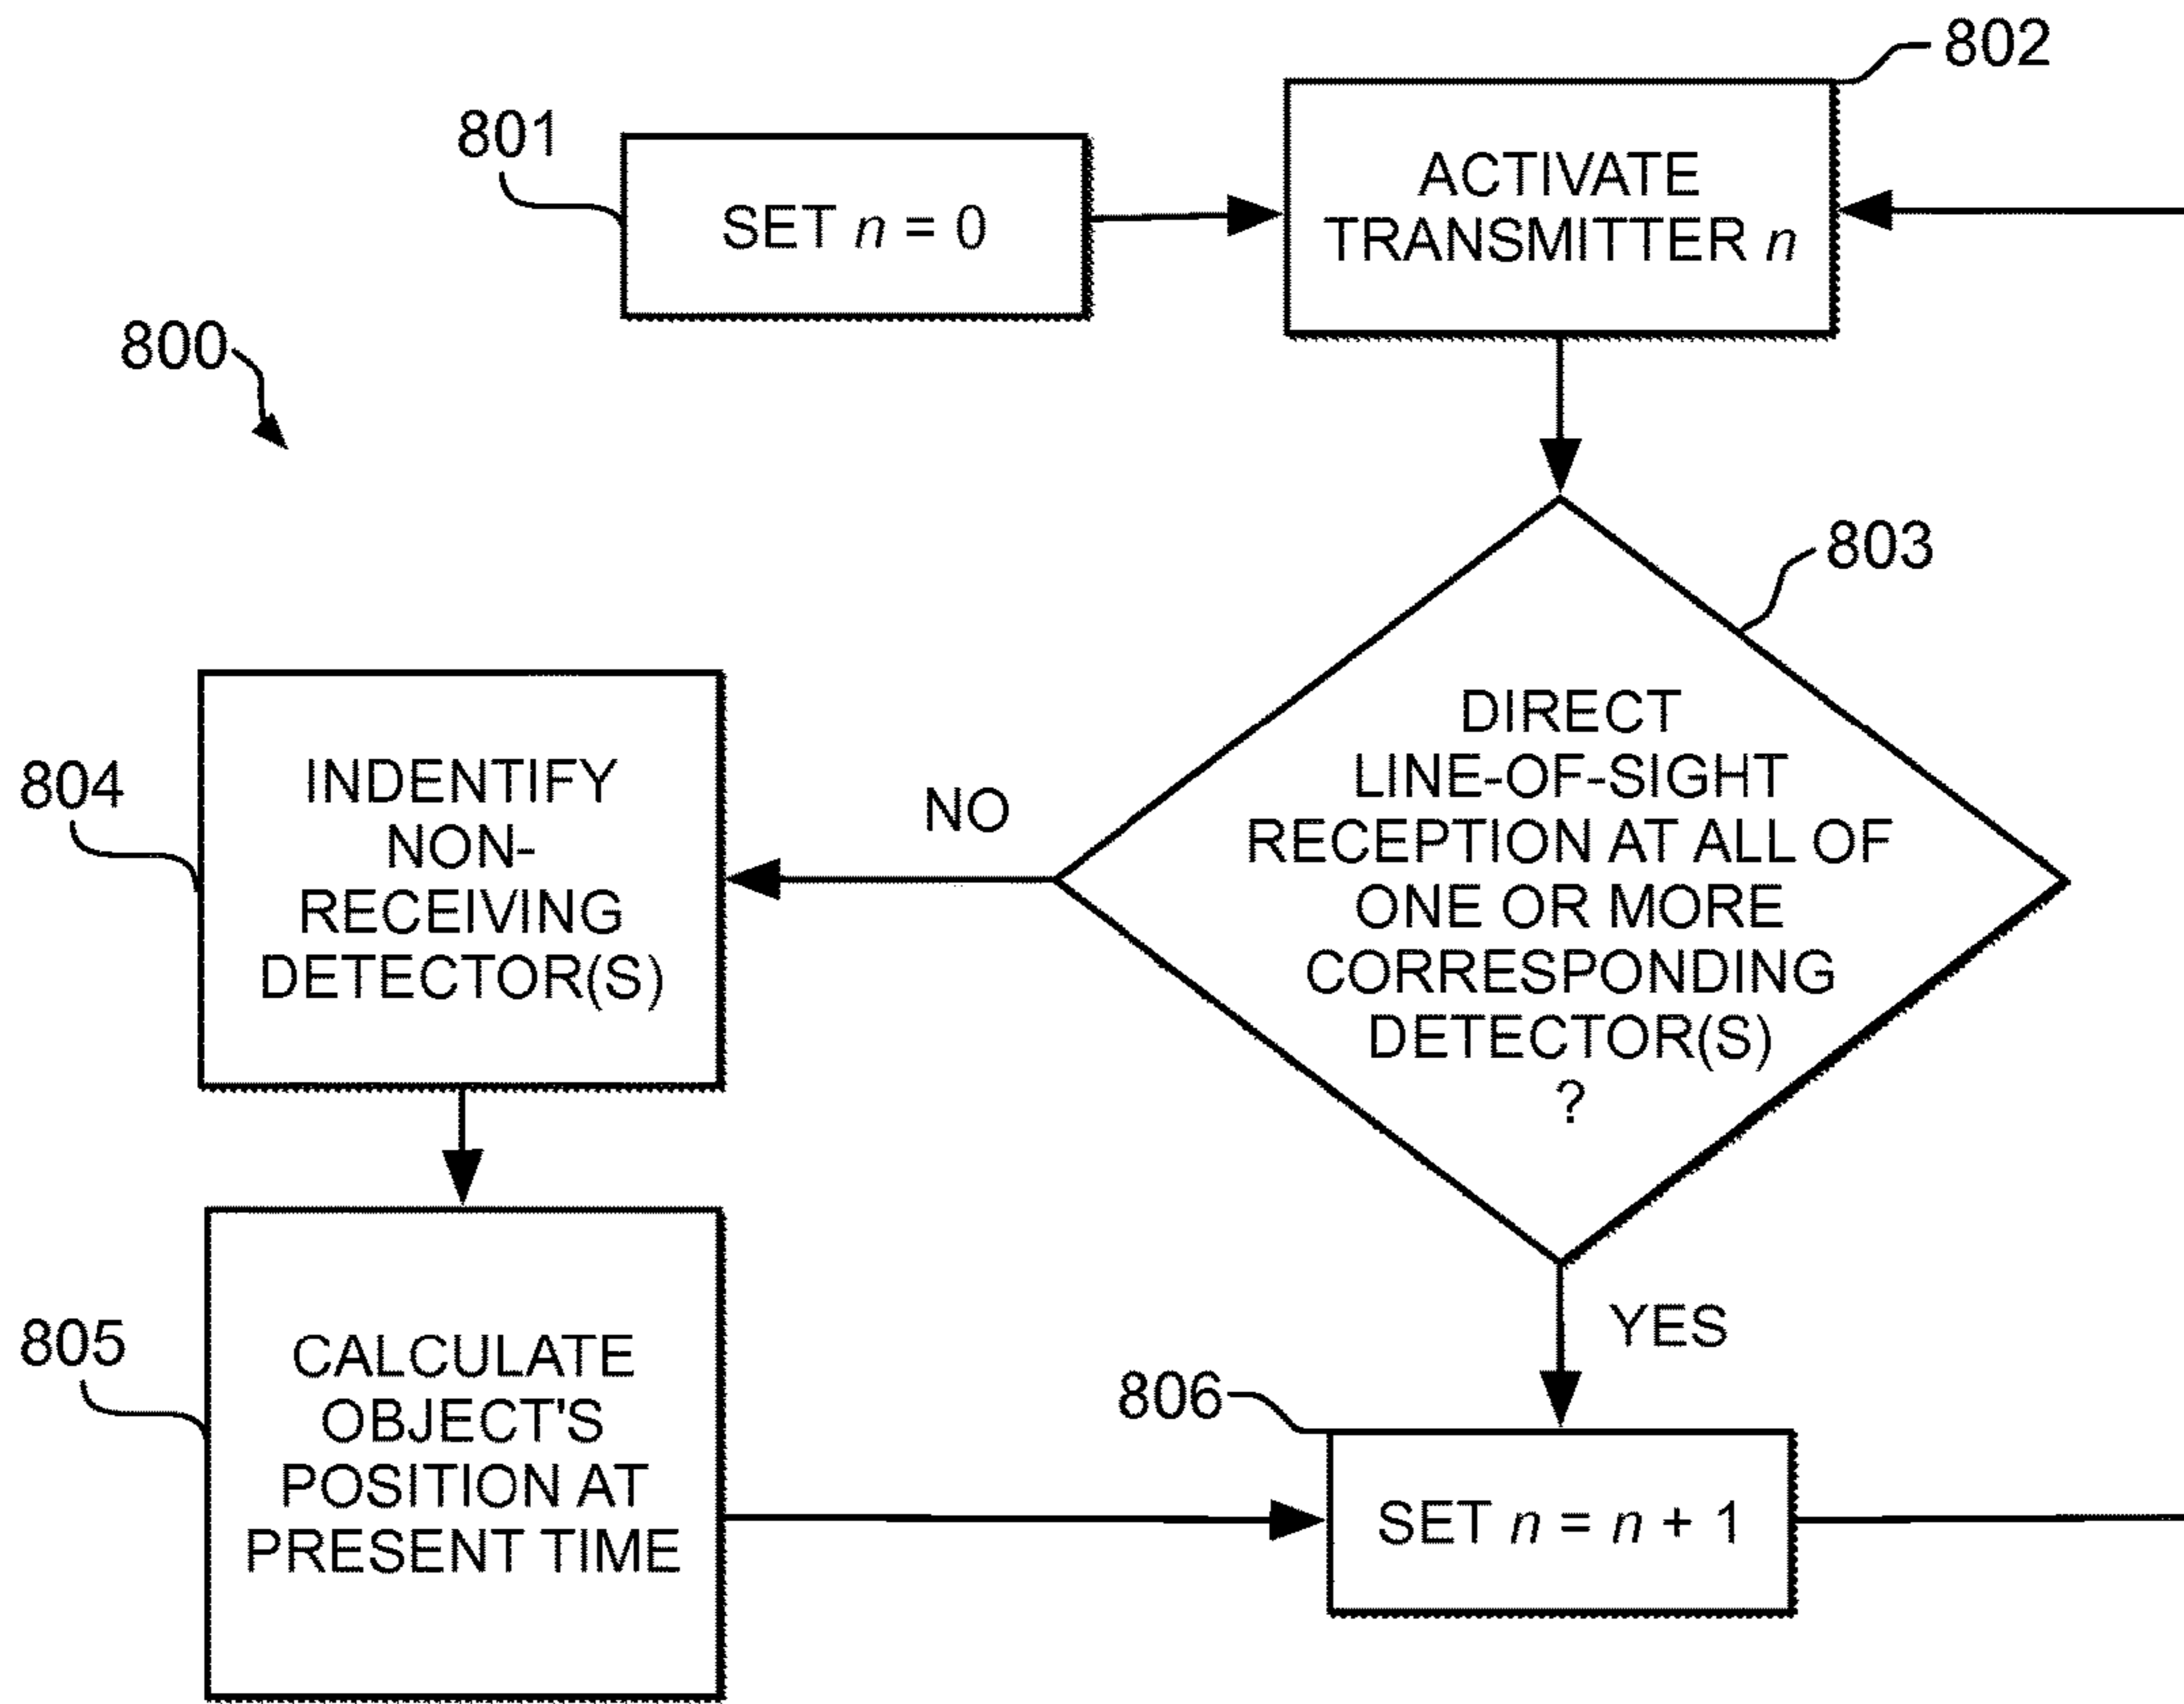 802
801
ACTIVATE
TRANSMITTER n
SET n = 0
800
803
DIRECT
LINE-OF-SIGHT
RECEPTION AT ALL OF
ONE OR MORE
CORRESPONDING
DETECTOR(S)
?
NO
804
INDENTIFY
NON-
RECEIVING
DETECTOR(S)
805
CALCULATE
OBJECT'S
POSITION AT
PRESENT TIME
YES
806
SET n = n + 1